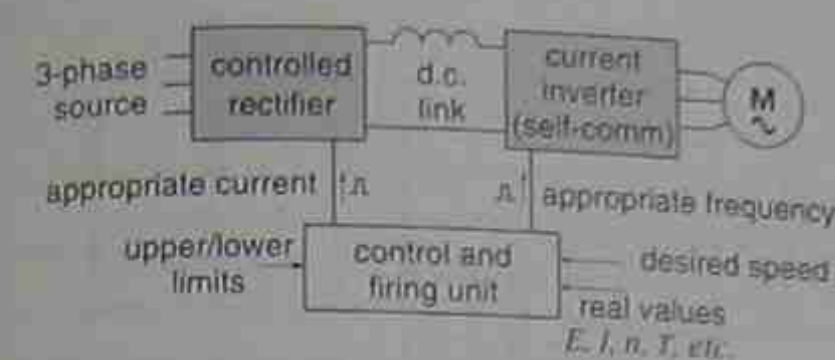 3-phase
source
controlled
rectifier
d.c.
link
current
inverter
(self-comm)
M
appropriate current
appropriate frequency
upper/lower
limits
control and
firing unit
desired speed
real values
E, I, n, T, etc.